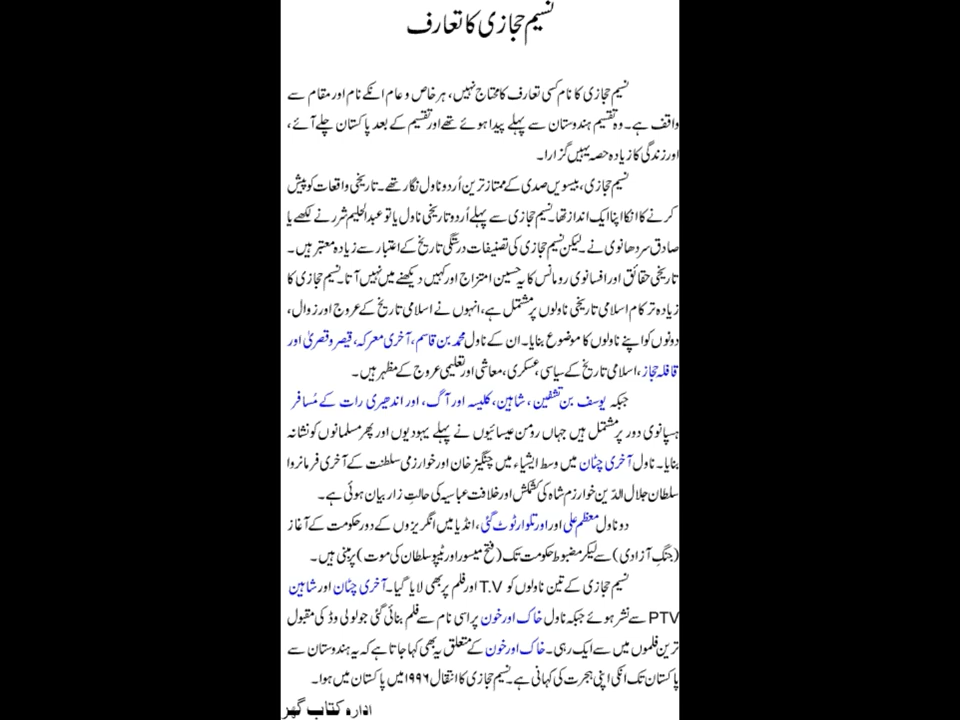 نسیم حجازی کا تعارف
نسیم حجازی کا نام کسی تعارف کا محتاج نہیں، ہر خاص و عام انکے نام اور مقام سے
واقف ہے۔ وہ تقسیم ہندوستان سے پہلے پیدا ہوئے تھے اور تقسیم کے بعد پاکستان چلے آئے،
اور زندگی کا زیادہ حصہ یہیں گزارا۔
نسیم حجازی، بیسویں صدی کے ممتاز ترین اُردو ناول نگار تھے۔ تاریخی واقعات کو پیش
کرنے کا انکا اپنا ایک انداز تھا۔ نسیم حجازی سے پہلے اُردو تاریخی ناول یا تو عبدالحلیم شرر نے لکھے یا
صادق سردھانوی نے۔ لیکن نسیم حجازی کی تصنیفات درستگی تاریخ کے اعتبار سے زیادہ معتبر ہیں۔
تاریخی حقائق اور افسانوی رومانس کا یہ حسین امتزاج اور کہیں دیکھنے میں نہیں آتا۔ نسیم حجازی کا
زیادہ تر کام اسلامی تاریخی ناولوں پر مشتمل ہے، انہوں نے اسلامی تاریخ کے عروج اور زوال،
دونوں کو اپنے ناولوں کا موضوع بنایا۔ ان کے ناول محمد بن قاسم، آخری معرکہ، قیصر و قصریٰ اور
قافلہ حجاز، اسلامی تاریخ کے سیاسی، عسکری، معاشی اور تعلیمی عروج کے مظہر ہیں۔
جبکہ یوسف بن تشفین، شاہین، کلیسہ اور آگ، اور اندھیری رات کے مُسافر
ہسپانوی دور پر مشتمل ہیں جہاں رومن عیسائیوں نے پہلے یہودیوں اور پھر مسلمانوں کو نشانہ
بنایا۔ ناول آخری چٹان میں وسط ایشیاء میں چنگیز خان اور خوارزمی سلطنت کے آخری فرمانروا
سلطان جلال الدّین خوارزم شاہ کی کشمکش اور خلافت عباسیہ کی حالتِ زار بیان ہوئی ہے۔
دو ناول معظم علی اور اور تلوار ٹوٹ گئی، انڈیا میں انگریزوں کے دور حکومت کے آغاز
(جنگِ آزادی) سے لیکر مضبوط حکومت تک (فتح میسور اور ٹیپو سلطان کی موت) پر مبنی ہیں۔
نسیم حجازی کے تین ناولوں کو T.V اور فلم پر بھی لایا گیا۔ آخری چٹان اور شاہین
PTV سے نشر ہوئے جبکہ ناول خاک اور خون پر اسی نام سے فلم بنائی گئی جو لولی وڈ کی مقبول
ترین فلموں میں سے ایک رہی۔ خاک اور خون کے متعلق یہ بھی کہا جاتا ہے کہ یہ ہندوستان سے
پاکستان تک انکی اپنی ہجرت کی کہانی ہے۔ نسیم حجازی کا انتقال ۱۹۹۶ میں پاکستان میں ہوا۔
ادارہ کتاب گھر